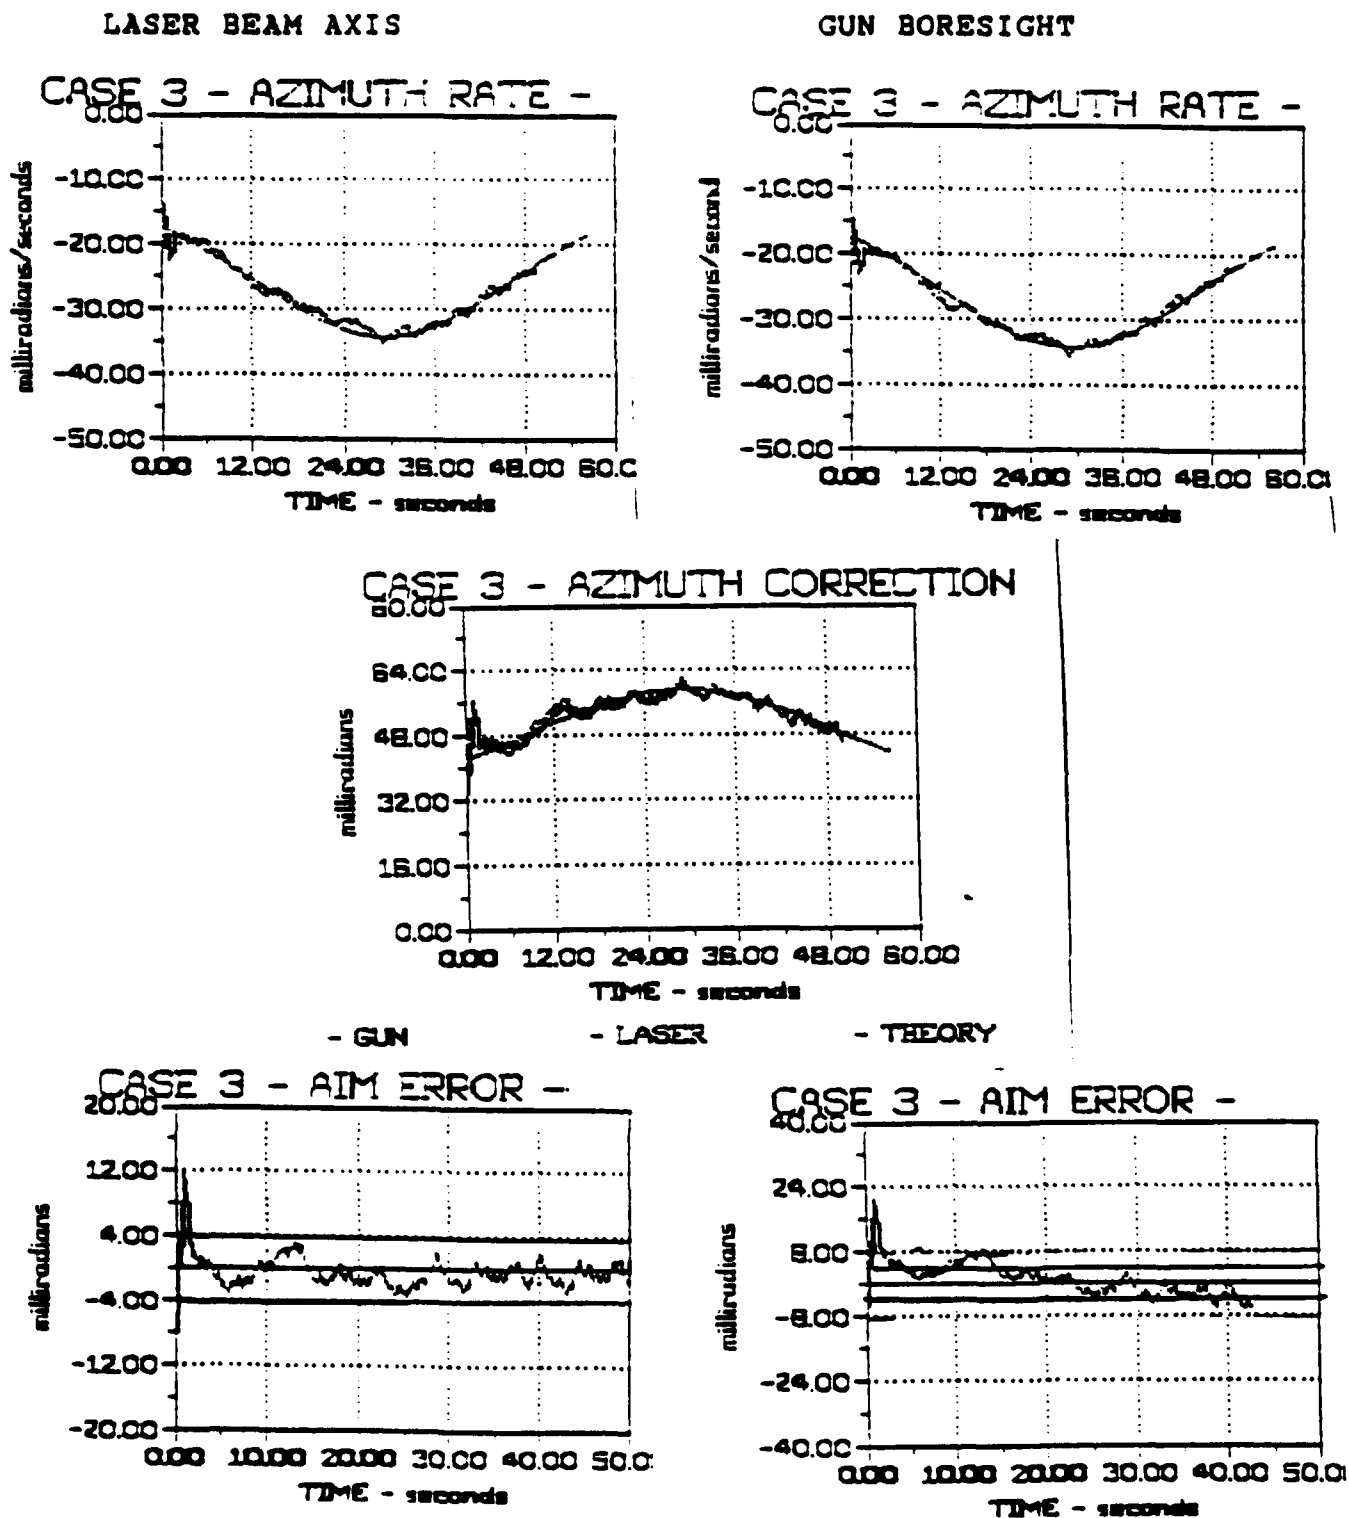 LASER BEAM AXIS
GUN BORESIGHT
CASE 3 - AZIMUTH RATE -
0.00
-10.00
-20.00
-30.00
-40.00
-50.00
milliradians/seconds
0.00 12.00 24.00 36.00 48.00 60.0
TIME - seconds
CASE 3 - AZIMUTH RATE -
0.00
-10.00
-20.00
-30.00
-40.00
-50.00
milliradians/second
0.00 12.00 24.00 36.00 48.00 60.0
TIME - seconds
CASE 3 - AZIMUTH CORRECTION
80.00
64.00
48.00
32.00
16.00
0.00
milliradians
0.00 12.00 24.00 36.00 48.00 60.00
TIME - seconds
- GUN - LASER - THEORY
CASE 3 - AIM ERROR -
20.00
12.00
4.00
-4.00
-12.00
-20.00
milliradians
0.00 10.00 20.00 30.00 40.00 50.0
TIME - seconds
CASE 3 - AIM ERROR -
40.00
24.00
8.00
-8.00
-24.00
-40.00
milliradians
0.00 10.00 20.00 30.00 40.00 50.0
TIME - seconds